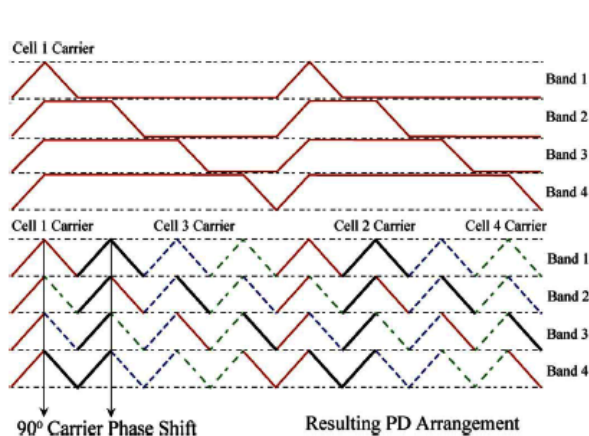 Cell 1 Carrier
Band 1
Band 2
Band 3
Band 4
Cell 1 Carrier Cell 3 Carrier Cell 2 Carrier Cell 4 Carrier
Band 1
Band 2
Band 3
Band 4
90⁰ Carrier Phase Shift Resulting PD Arrangement